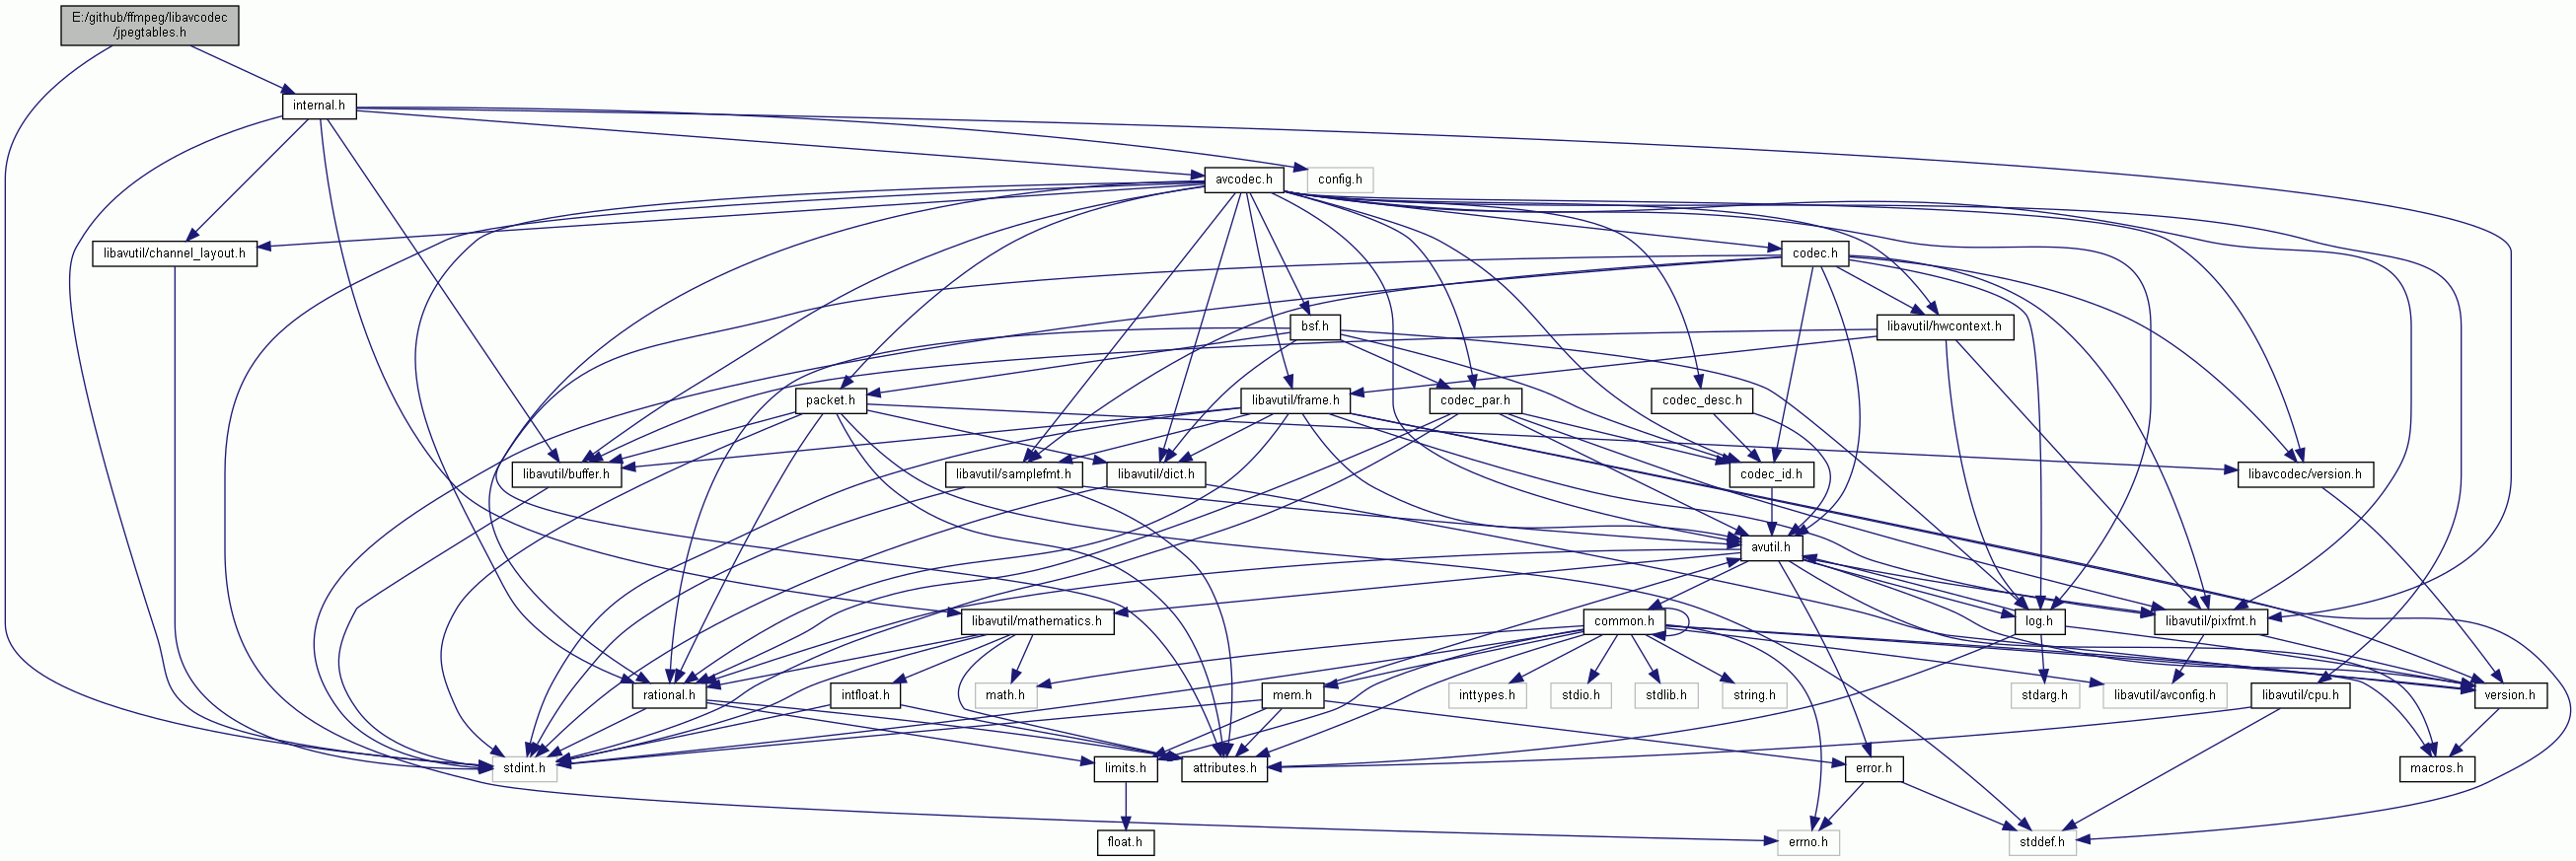 E:/github/ffmpeg/libavcodec
/jpegtables.h
internal.h
avcodec.h
config.h
libavutil/channel_layout.h
codec.h
bsf.h
libavutil/hwcontext.h
packet.h
libavutil/frame.h
codec_par.h
codec_desc.h
libavutil/buffer.h
libavutil/samplefmt.h
libavutil/dict.h
codec_id.h
libavcodec/version.h
avutil.h
libavutil/mathematics.h
common.h
log.h
libavutil/pixfmt.h
rational.h
intfloat.h
math.h
mem.h
inttypes.h
stdio.h
stdlib.h
string.h
stdarg.h
libavutil/avconfig.h
libavutil/cpu.h
version.h
stdint.h
limits.h
attributes.h
error.h
macros.h
float.h
errno.h
stddef.h